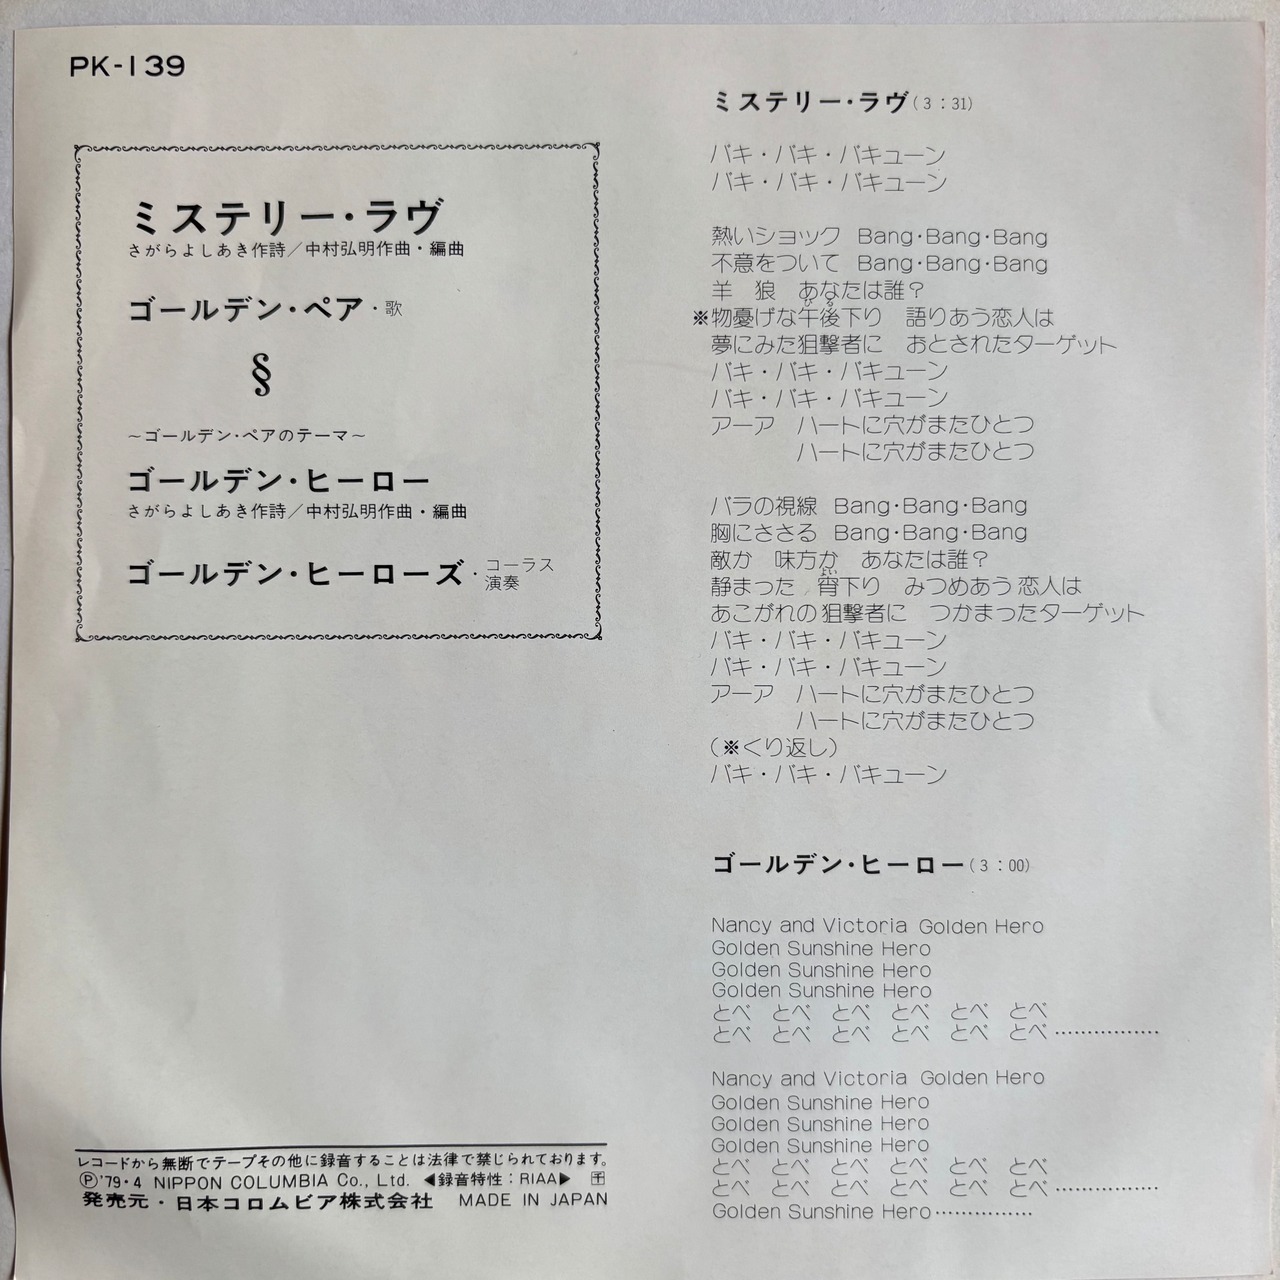 PK-139
ミステリー・ラヴ
さがらよしあき作詩／中村弘明作曲・編曲
ゴールデン・ペア・歌
§
〜ゴールデン・ペアのテーマ〜
ゴールデン・ヒーロー
さがらよしあき作詩／中村弘明作曲・編曲
ゴールデン・ヒーローズ・コーラス
演奏
レコードから無断でテープその他に録音することは法律で禁じられております。
Ⓟ'79・4 NIPPON COLUMBIA Co., Ltd. ◀録音特性：RIAA▶ 干
発売元・日本コロムビア株式会社 MADE IN JAPAN
ミステリー・ラヴ(3：31)
バキ・バキ・バキューン
バキ・バキ・バキューン
熱いショック Bang・Bang・Bang
不意をついて Bang・Bang・Bang
羊 狼 あなたは誰？
ひる
※物憂げな午後下り 語りあう恋人は
夢にみた狙撃者に おとされたターゲット
バキ・バキ・バキューン
バキ・バキ・バキューン
アーア ハートに穴がまたひとつ
ハートに穴がまたひとつ
バラの視線 Bang・Bang・Bang
胸にささる Bang・Bang・Bang
敵か 味方か あなたは誰？
よい
静まった 宵下り みつめあう恋人は
あこがれの狙撃者に つかまったターゲット
バキ・バキ・バキューン
バキ・バキ・バキューン
アーア ハートに穴がまたひとつ
ハートに穴がまたひとつ
(※くり返し)
バキ・バキ・バキューン
ゴールデン・ヒーロー(3：00)
Nancy and Victoria Golden Hero
Golden Sunshine Hero
Golden Sunshine Hero
Golden Sunshine Hero
とべ とべ とべ とべ とべ とべ
とべ とべ とべ とべ とべ とべ………………
Nancy and Victoria Golden Hero
Golden Sunshine Hero
Golden Sunshine Hero
Golden Sunshine Hero
とべ とべ とべ とべ とべ とべ
とべ とべ とべ とべ とべ とべ………………
Golden Sunshine Hero……………